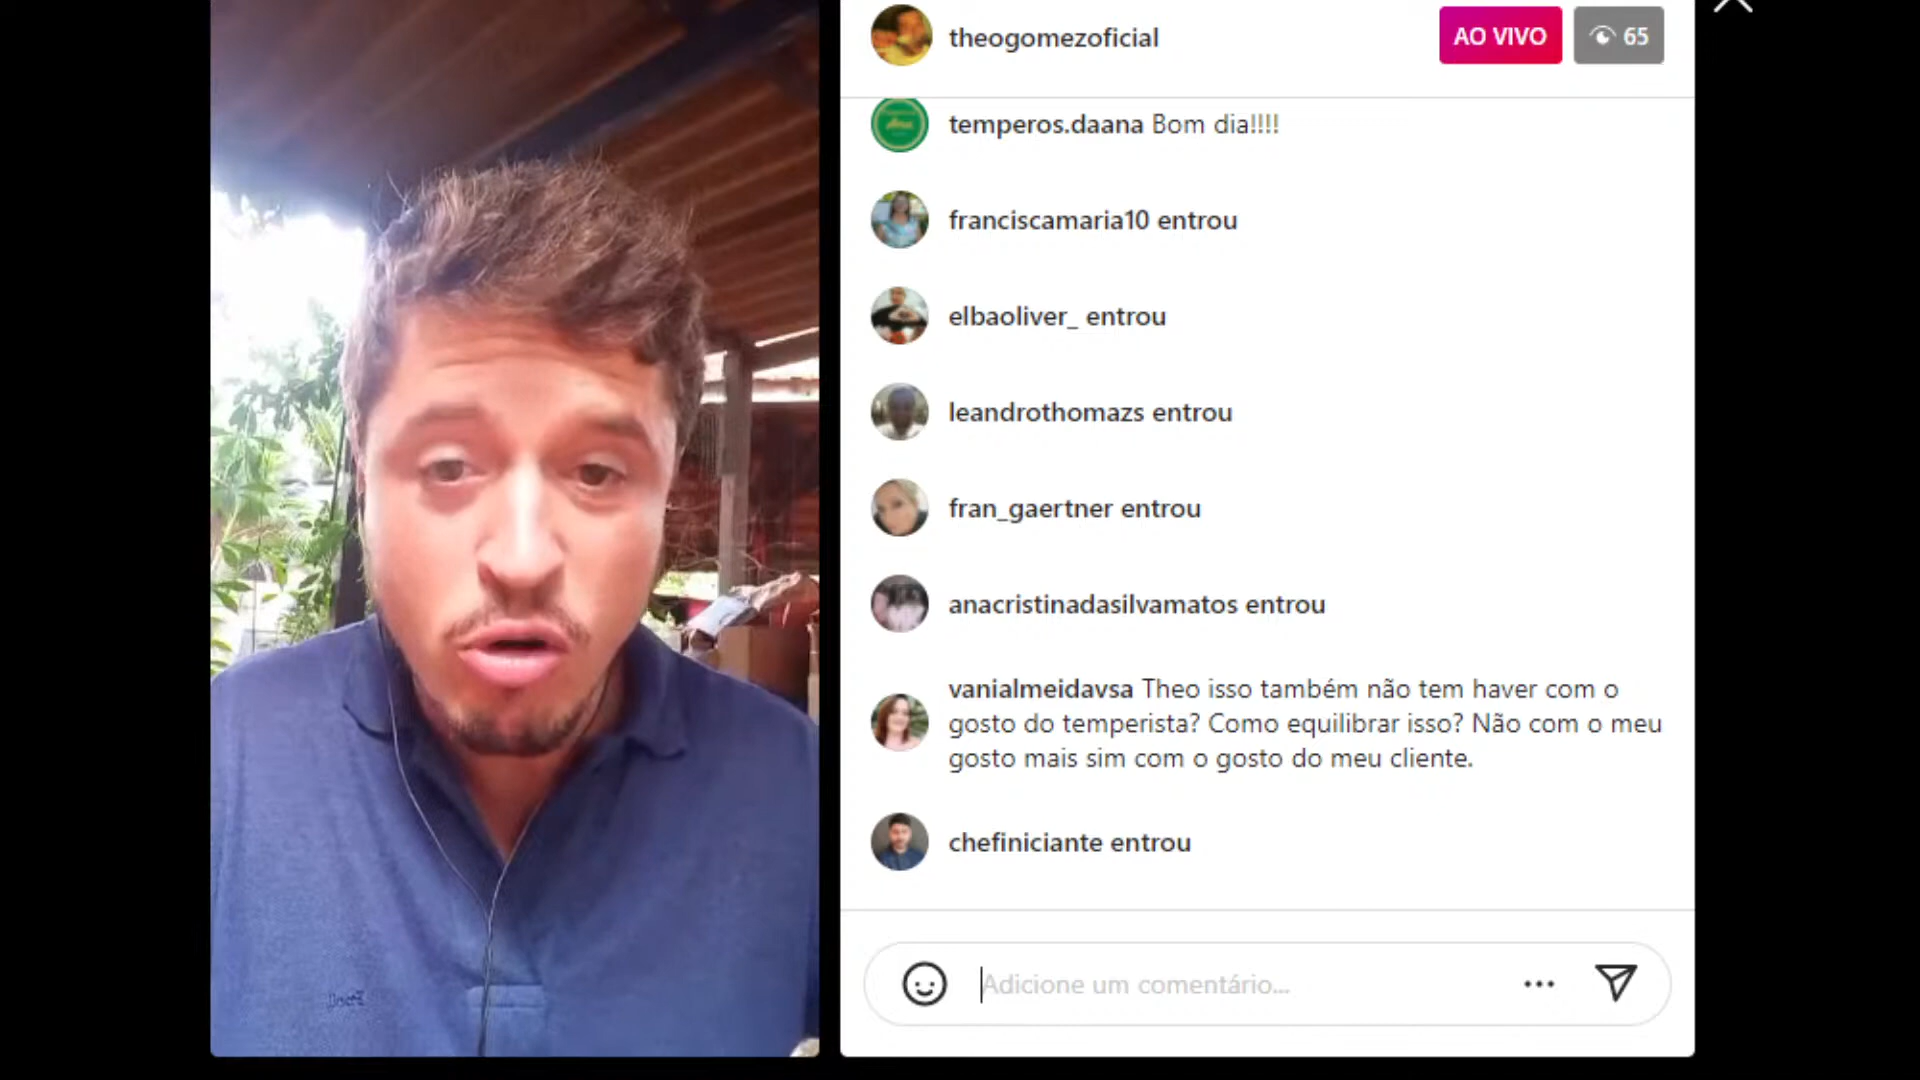 theogomezoficial
AO VIVO
65
temperos.daana Bom dia!!!!
franciscamaria10 entrou
elbaoliver_ entrou
leandrothomazs entrou
fran_gaertner entrou
anacristinadasilvamatos entrou
vanialmeidavsa Theo isso também não tem haver com o
gosto do temperista? Como equilibrar isso? Não com o meu
gosto mais sim com o gosto do meu cliente.
chefiniciante entrou
Adicione um comentário...